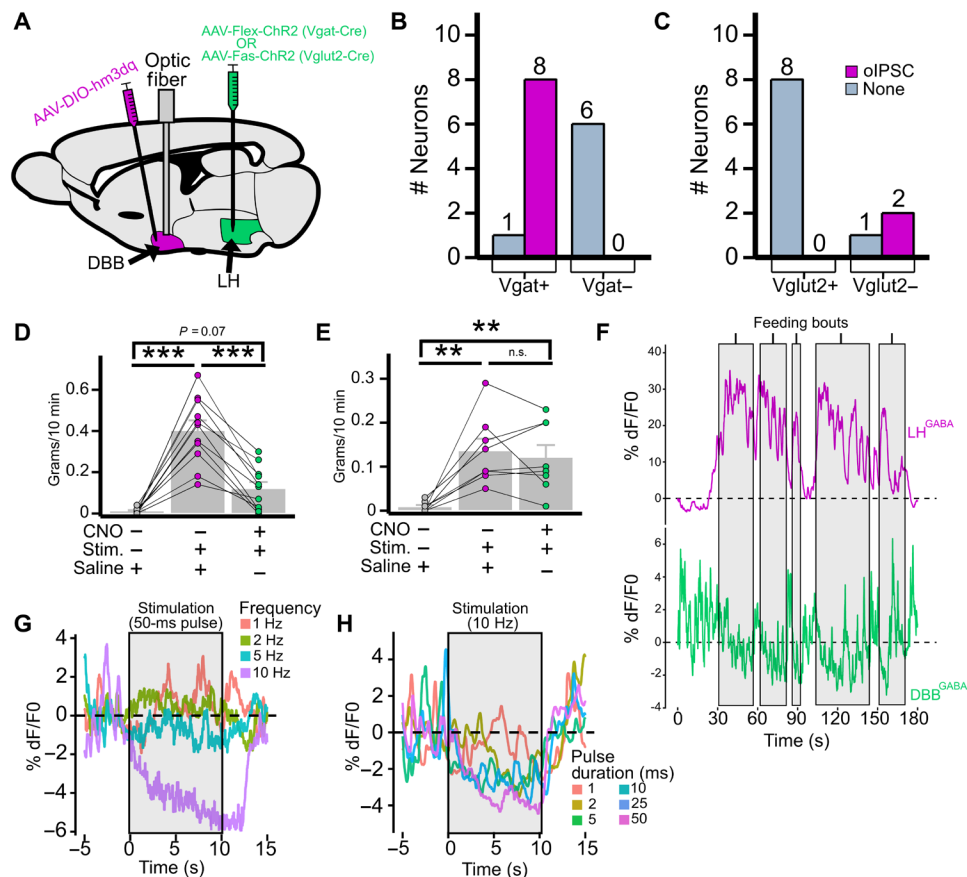 A
AAV-Flex-ChR2 (Vgat-Cre)
OR
AAV-Fas-ChR2 (Vglut2-Cre)
Optic
fiber
AAV-DIO-hm3dq
DBB
LH
B
# Neurons
8
6
4
2
0
1
8
6
0
Vgat+
Vgat–
C
# Neurons
8
6
4
2
0
8
0
1
2
oIPSC
None
Vglut2+
Vglut2–
D
P = 0.07
***
***
Grams/10 min
0.6
0.4
0.2
0
CNO – – +
Stim. – + +
Saline + + –
E
**
**
n.s.
Grams/10 min
0.3
0.2
0.1
0
CNO – – +
Stim. – + +
Saline + + –
F
Feeding bouts
% dF/F0
40
30
20
10
0
LHGABA
% dF/F0
6
4
2
0
-2
-4
DBBGABA
0 30 60 90 120 150 180
Time (s)
G
Stimulation
(50-ms pulse)
Frequency
1 Hz
2 Hz
5 Hz
10 Hz
% dF/F0
4
2
0
–2
–4
–6
–5 0 5 10 15
Time (s)
H
Stimulation
(10 Hz)
% dF/F0
4
2
0
–2
–4
–6
Pulse
duration (ms)
1 10
2 25
5 50
–5 0 5 10 15
Time (s)